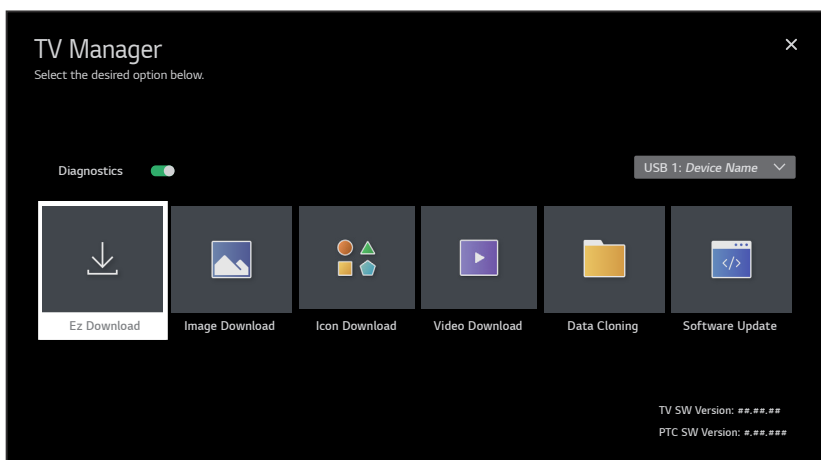 TV Manager
Select the desired option below.
Diagnostics
USB 1: Device Name
</>
Ez Download
Image Download
Icon Download
Video Download
Data Cloning
Software Update
TV SW Version: ##.##.##
PTC SW Version: #.##.###